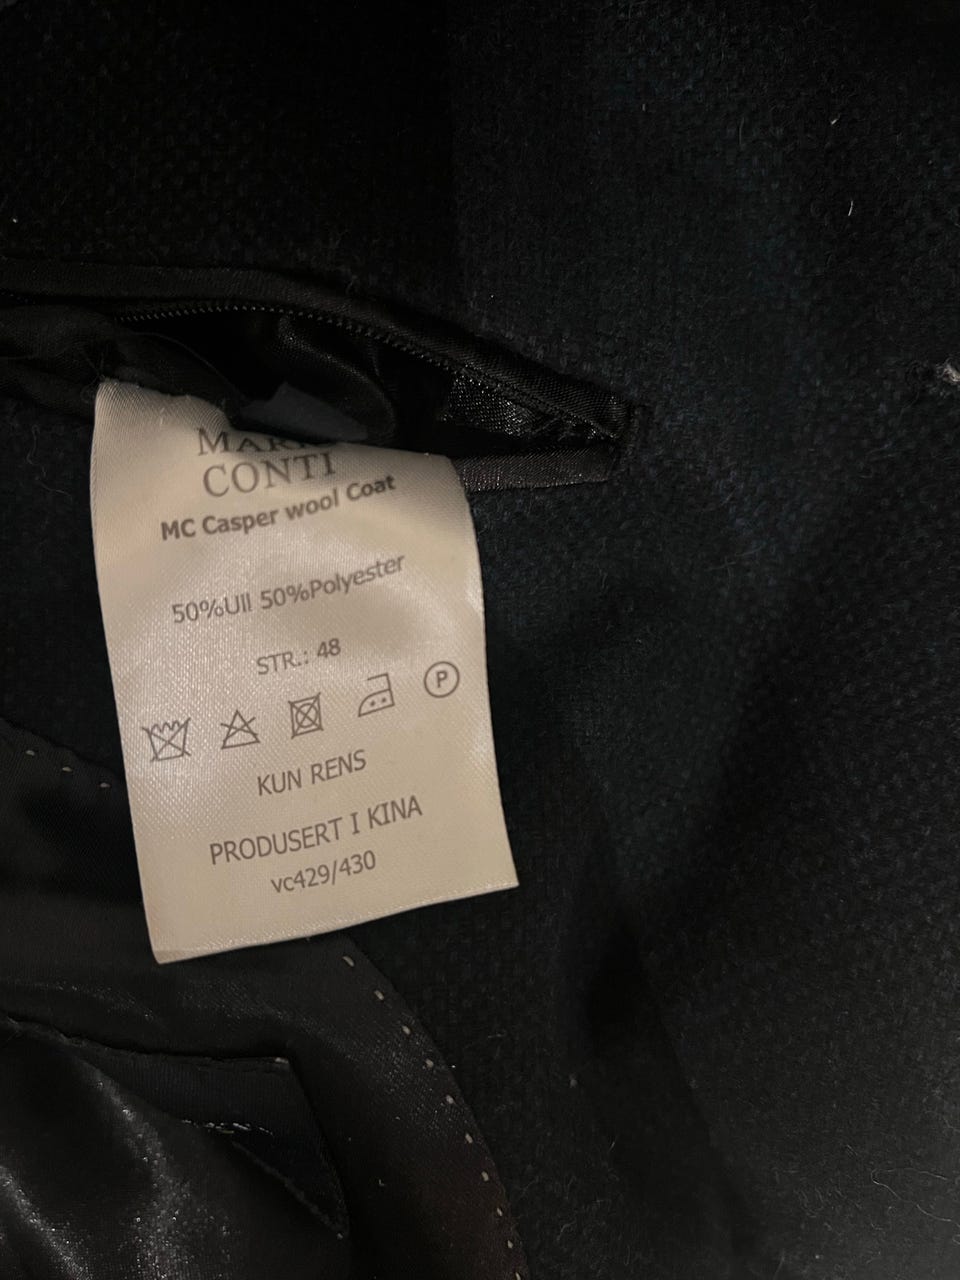 CONTI
MC Casper wool Coat
50%Ull 50%Polyester
STR.: 48
P
KUN RENS
PRODUSERT I KINA
vc429/430